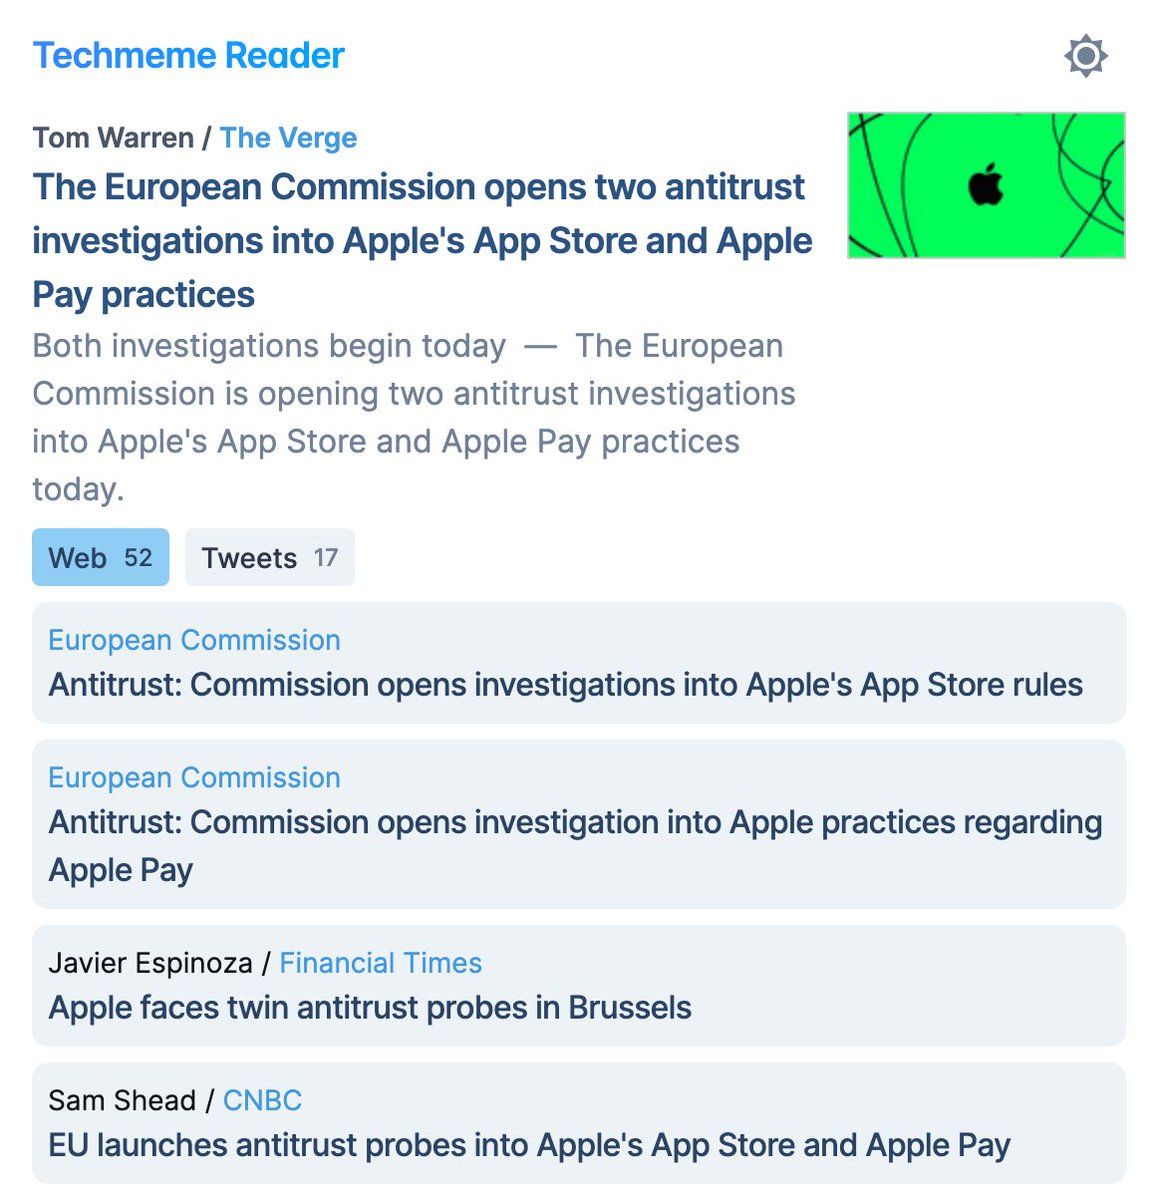 Techmeme Reader
Tom Warren / The Verge
The European Commission opens two antitrust
investigations into Apple's App Store and Apple
Pay practices
Both investigations begin today — The European
Commission is opening two antitrust investigations
into Apple's App Store and Apple Pay practices
today.
Web 52 Tweets 17
European Commission
Antitrust: Commission opens investigations into Apple's App Store rules
European Commission
Antitrust: Commission opens investigation into Apple practices regarding
Apple Pay
Javier Espinoza / Financial Times
Apple faces twin antitrust probes in Brussels
Sam Shead / CNBC
EU launches antitrust probes into Apple's App Store and Apple Pay